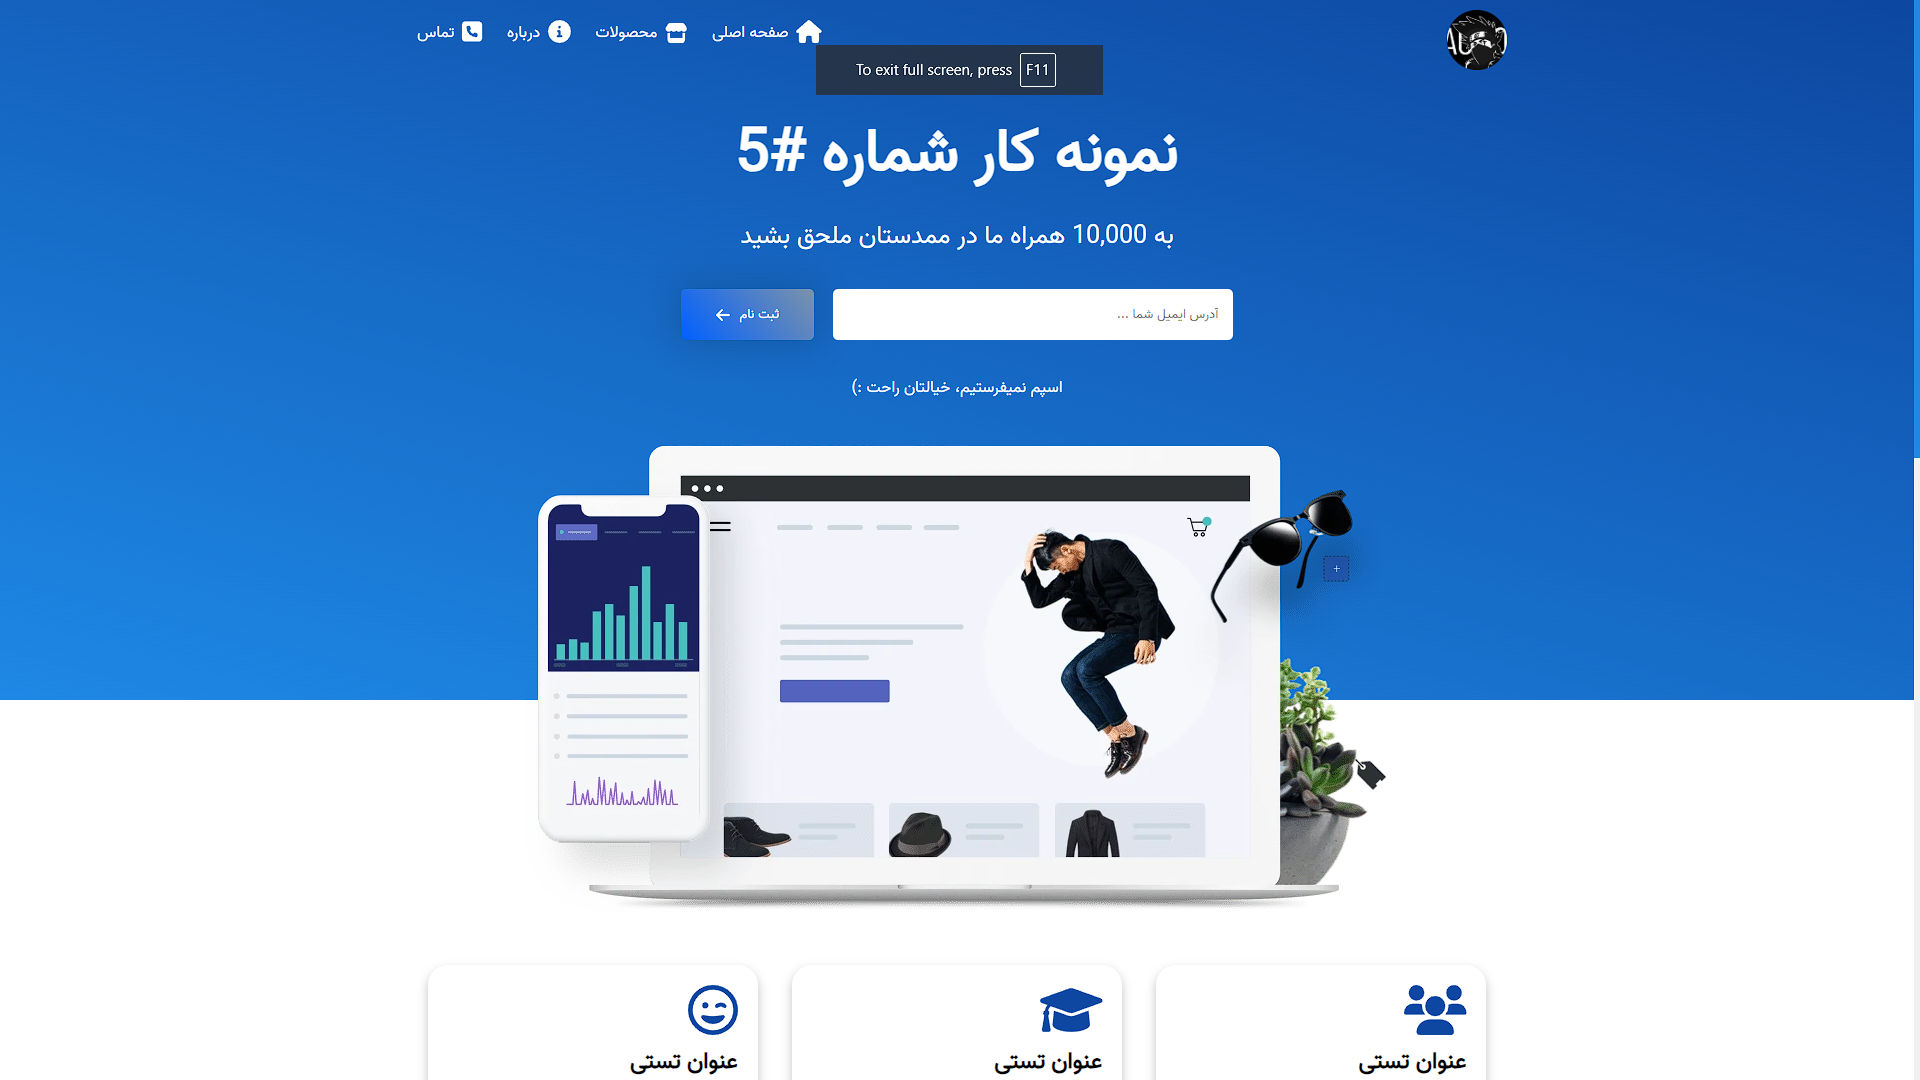 صفحه اصلی محصولات درباره تماس
To exit full screen, press F11
نمونه کار شماره #5
به 10,000 همراه ما در ممدستان ملحق بشید
آدرس ایمیل شما ...
ثبت نام
اسپم نمیفرستیم، خیالتان راحت :)
عنوان تستی
عنوان تستی
عنوان تستی